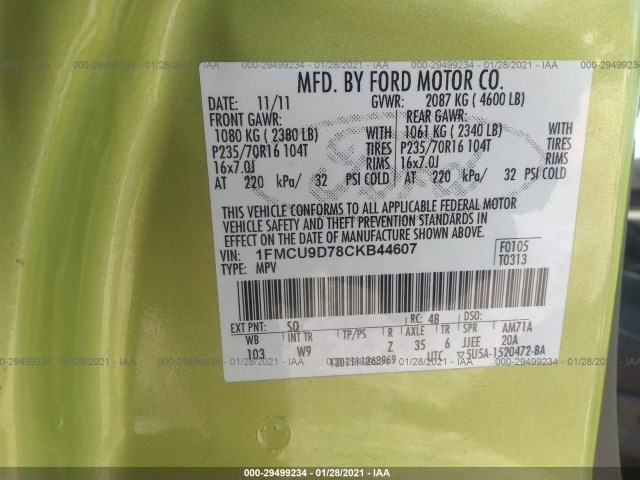 000-29499234 - 01/28/2021 - IAA
MFD. BY FORD MOTOR CO.
DATE: 11/11 GVWR: 2087 KG (4600 LB)
FRONT GAWR: REAR GAWR:
1080 KG (2380 LB) WITH 1061 KG (2340 LB) WITH
P235/70R16 104T TIRES P235/70R16 104T TIRES
16x7.0J RIMS 16x7.0J RIMS
AT 220 kPa/ 32 PSI COLD AT 220 kPa/ 32 PSI COLD
THIS VEHICLE CONFORMS TO ALL APPLICABLE FEDERAL MOTOR
VEHICLE SAFETY AND THEFT PREVENTION STANDARDS IN
EFFECT ON THE DATE OF MANUFACTURE SHOWN ABOVE.
VIN: 1FMCU9D78CKB44607 F0105
TYPE: MPV T0313
EXT PNT: SD RC: 48 DSO:
WB INT TR TP/PS R AXLE TR SPR AM71A
103 W9 Z 35 6 JJEE 20A
UTC 5U5A-1520472-BA
000-29499234 - 01/28/2021 - IAA